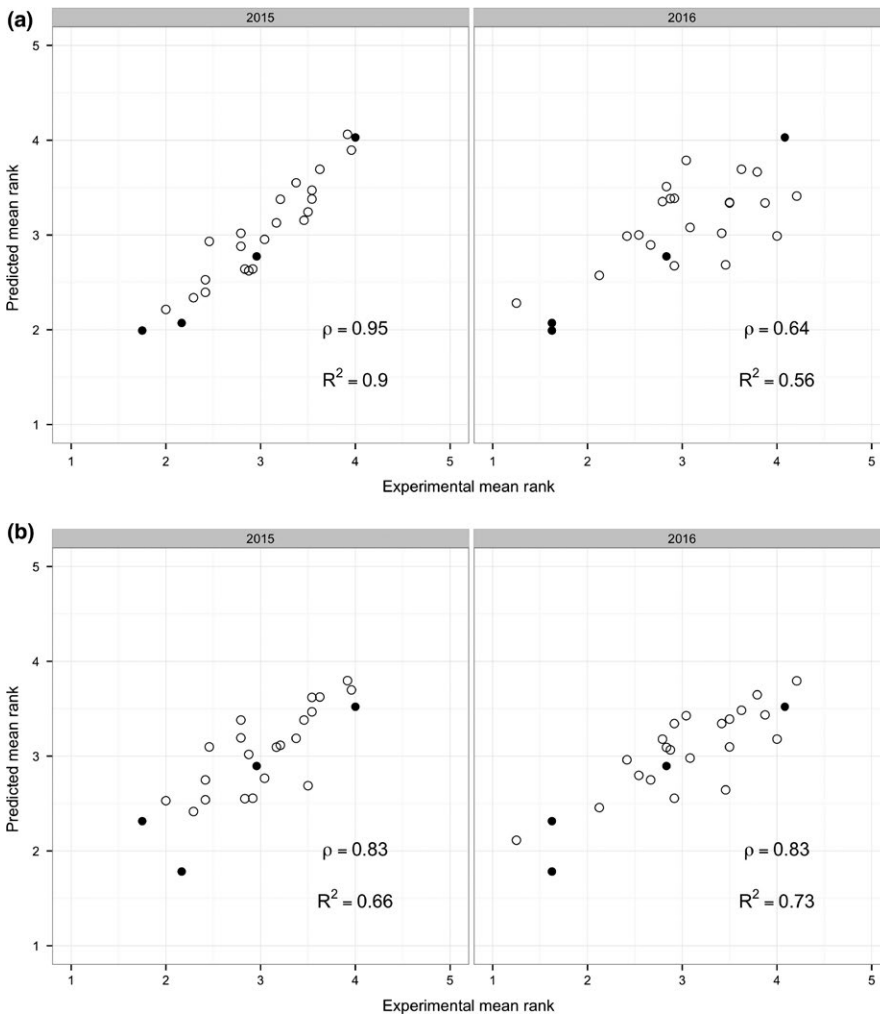 (a)
2015
2016
Predicted mean rank
5
4
3
2
1
ρ = 0.95
R² = 0.9
ρ = 0.64
R² = 0.56
1 2 3 4 5
1 2 3 4 5
Experimental mean rank
(b)
2015
2016
Predicted mean rank
5
4
3
2
1
ρ = 0.83
R² = 0.66
ρ = 0.83
R² = 0.73
1 2 3 4 5
1 2 3 4 5
Experimental mean rank